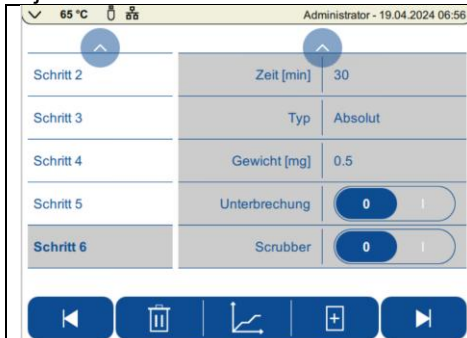 65 °C Administrator - 19.04.2024 06:56
Schritt 2 Zeit [min] 30
Schritt 3 Typ Absolut
Schritt 4 Gewicht [mg] 0.5
Schritt 5 Unterbrechung 0 I
Schritt 6 Scrubber 0 I